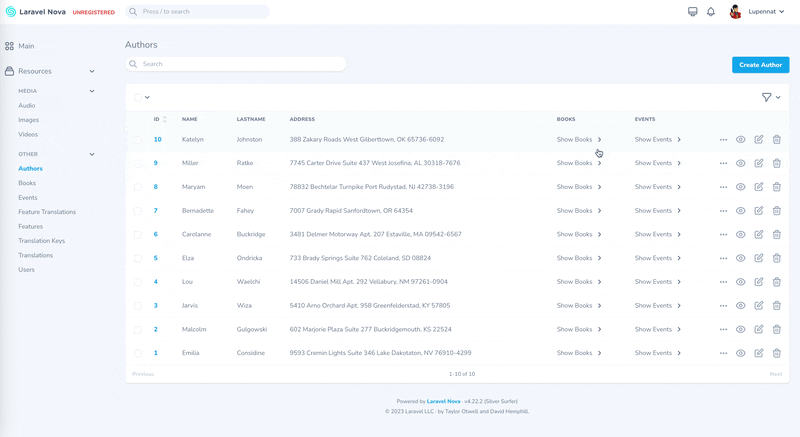 Laravel Nova UNREGISTERED Press / to search Lupennat
Main
Authors
Search
Resources
Create Author
MEDIA
Audio
Images
Videos
OTHER
Authors
Books
Events
Feature Translations
Features
Translation Keys
Translations
Users
ID NAME LASTNAME ADDRESS BOOKS EVENTS
10 Katelyn Johnston 388 Zakary Roads West Gilberttown, OK 65736-6092 Show Books Show Events
9 Miller Ratke 7745 Carter Drive Suite 437 West Josefina, AL 30318-7676 Show Books Show Events
8 Maryam Moen 78832 Bechtelar Turnpike Port Rudystad, NJ 42738-3196 Show Books Show Events
7 Bernadette Fahey 7007 Grady Rapid Sanfordtown, OR 64354 Show Books Show Events
6 Carolanne Buckridge 3481 Delmer Motorway Apt. 207 Estaville, MA 09542-6567 Show Books Show Events
5 Elza Ondricka 733 Brady Springs Suite 762 Coleland, SD 08824 Show Books Show Events
4 Lou Waelchi 14506 Daniel Mill Apt. 292 Vellabury, NM 97261-0904 Show Books Show Events
3 Jarvis Wiza 5410 Arno Orchard Apt. 958 Greenfelderstad, KY 57805 Show Books Show Events
2 Malcolm Gulgowski 602 Marjorie Plaza Suite 277 Buckridgemouth, KS 22524 Show Books Show Events
1 Emilia Considine 9593 Cremin Lights Suite 346 Lake Dakotaton, NV 76910-4299 Show Books Show Events
Previous 1-10 of 10 Next
Powered by Laravel Nova · v4.22.2 (Silver Surfer)
© 2023 Laravel LLC · by Taylor Otwell and David Hemphill.